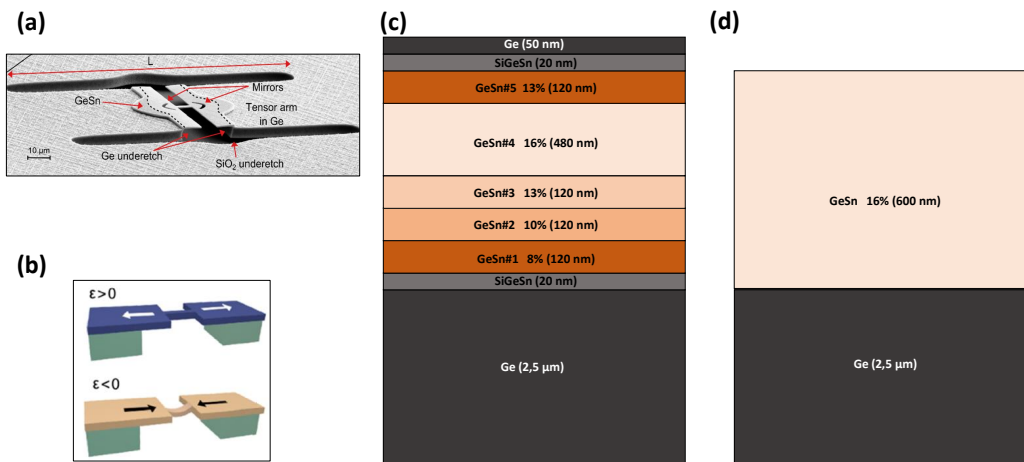 (a)
L
Mirrors
GeSn
Tensor arm
in Ge
10 µm
Ge underetch
SiO2 underetch
(b)
ε>0
ε<0
(c)
Ge (50 nm)
SiGeSn (20 nm)
GeSn#5 13% (120 nm)
GeSn#4 16% (480 nm)
GeSn#3 13% (120 nm)
GeSn#2 10% (120 nm)
GeSn#1 8% (120 nm)
SiGeSn (20 nm)
Ge (2,5 µm)
(d)
GeSn 16% (600 nm)
Ge (2,5 µm)